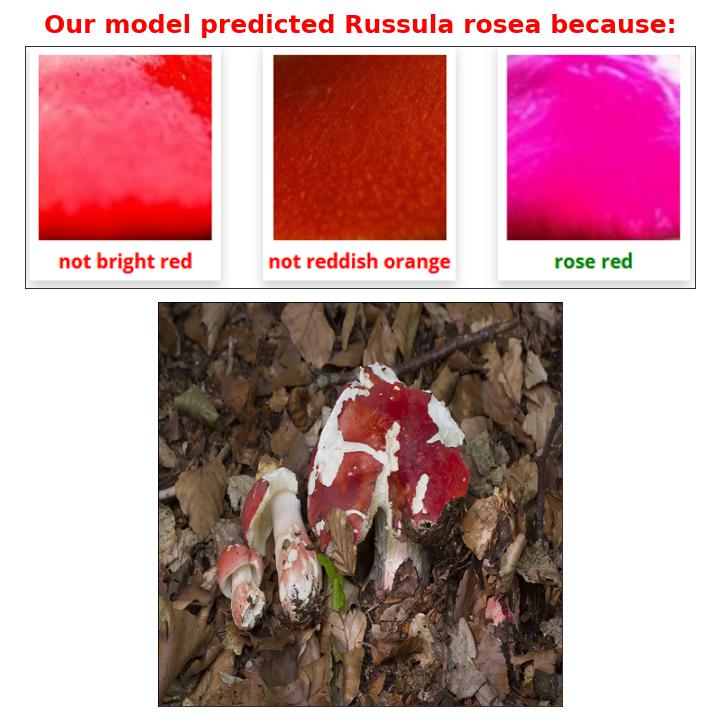 Our model predicted Russula rosea because:
not bright red
not reddish orange
rose red